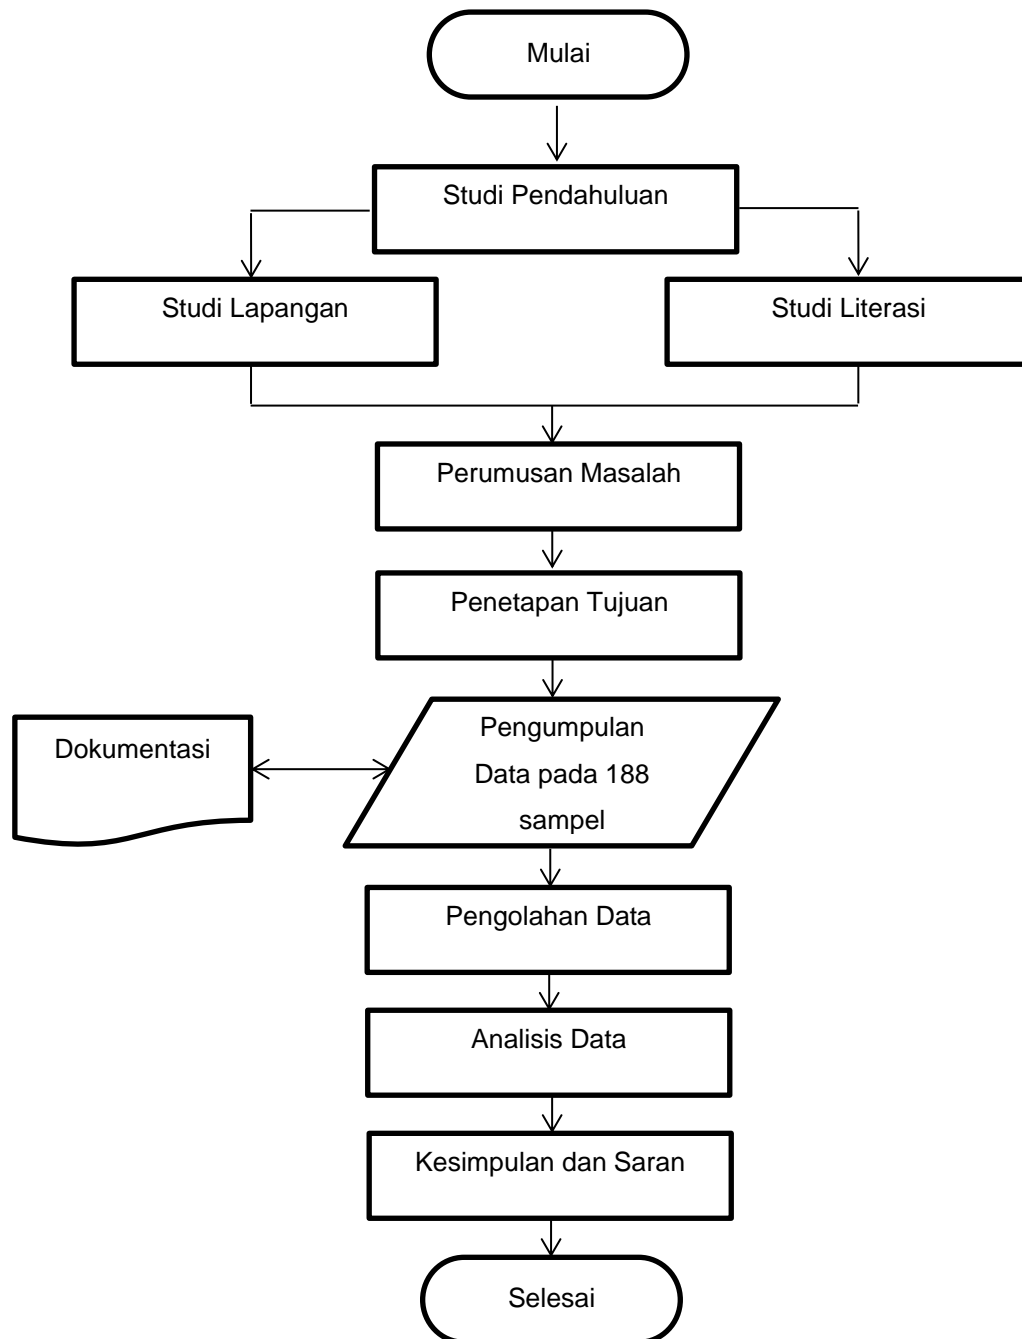 Mulai
Studi Pendahuluan
Studi Lapangan
Studi Literasi
Perumusan Masalah
Penetapan Tujuan
Dokumentasi
Pengumpulan
Data pada 188
sampel
Pengolahan Data
Analisis Data
Kesimpulan dan Saran
Selesai